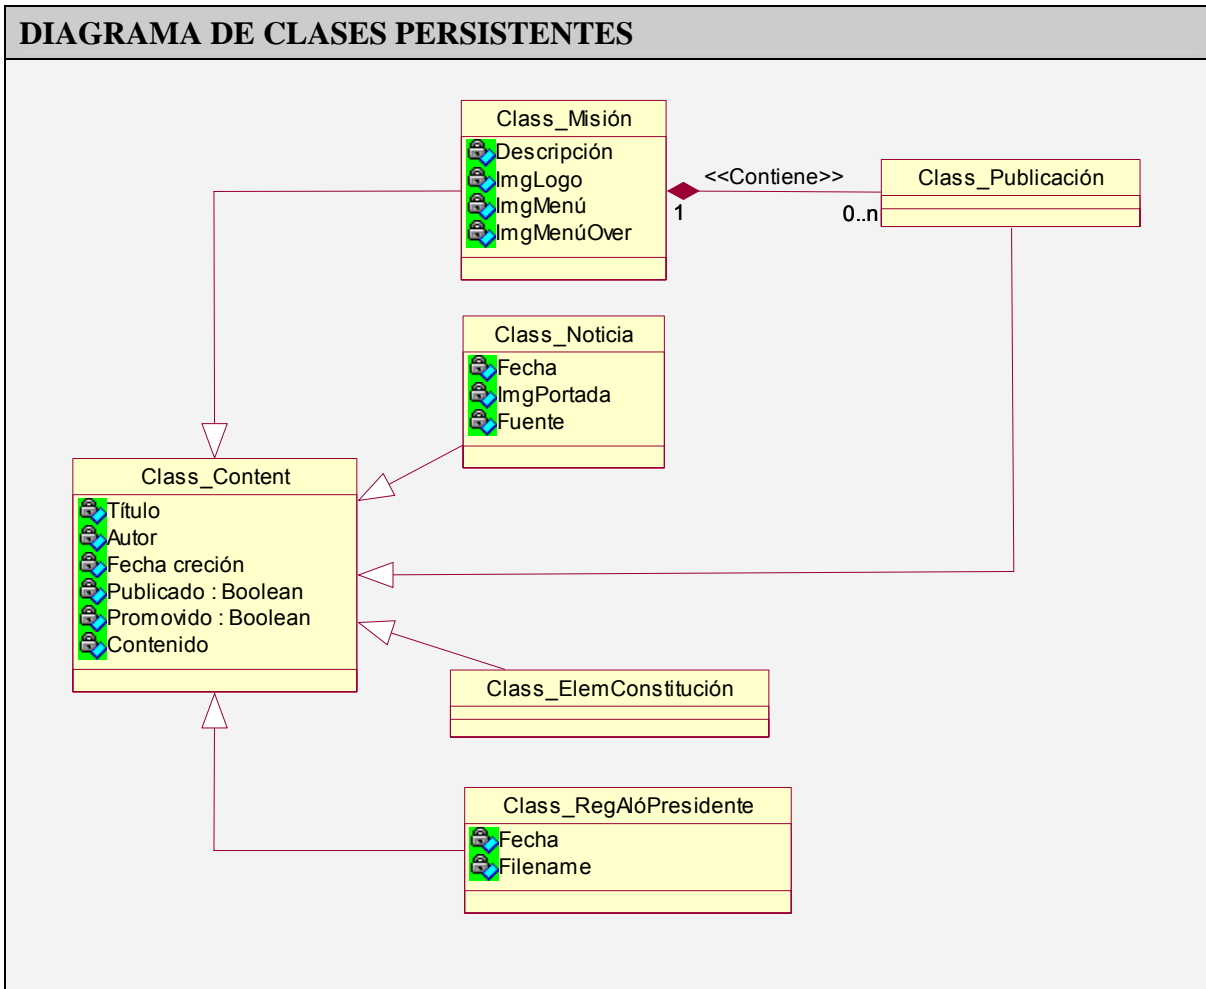 DIAGRAMA DE CLASES PERSISTENTES
Class_Misión
Descripción
ImgLogo
ImgMenú
ImgMenúOver
<<Contiene>>
1
0..n
Class_Publicación
Class_Noticia
Fecha
ImgPortada
Fuente
Class_Content
Título
Autor
Fecha creción
Publicado : Boolean
Promovido : Boolean
Contenido
Class_ElemConstitución
Class_RegAlóPresidente
Fecha
Filename